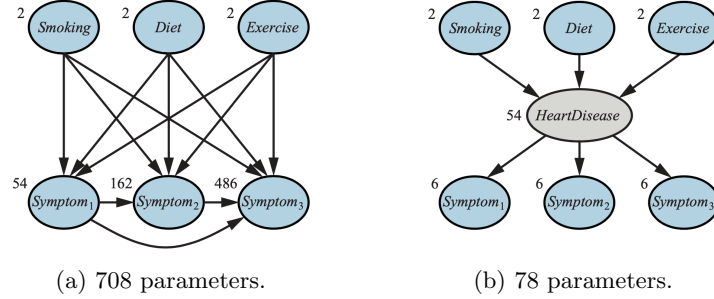 2 Smoking 2 Diet 2 Exercise
54 Symptom1 162 Symptom2 486 Symptom3
(a) 708 parameters.
2 Smoking 2 Diet 2 Exercise
54 HeartDisease
6 Symptom1 6 Symptom2 6 Symptom3
(b) 78 parameters.